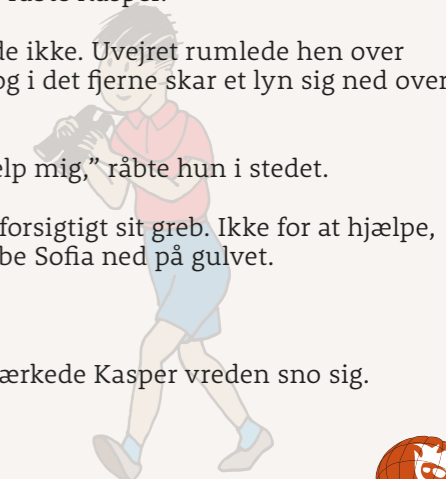 de ikke. Uvejret rumlede hen over
og i det fjerne skar et lyn sig ned over
lp mig,” råbte hun i stedet.
forsigtigt sit greb. Ikke for at hjælpe,
be Sofia ned på gulvet.
ærkede Kasper vreden sno sig.